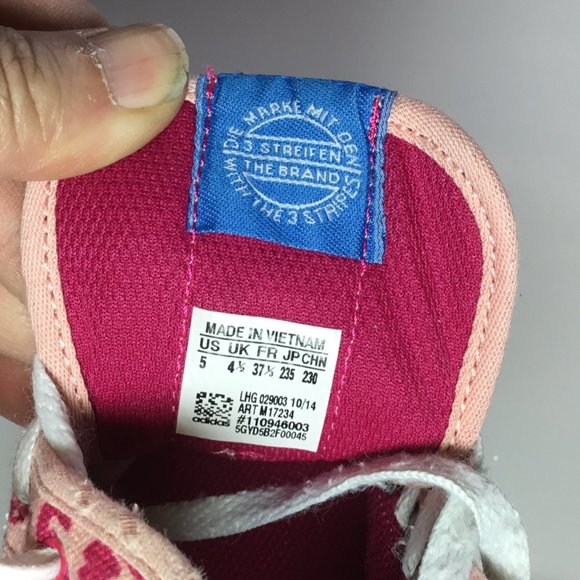 DIE MARKE MIT DEN
3 STREIFEN
THE BRAND
WITH THE 3 STRIPES
MADE IN VIETNAM
US UK FR JP CHN
5 4½ 37⅓ 235 230
LHG 029003 10/14
ART M17234
#110946003
adidas 5GYD5B2F00045